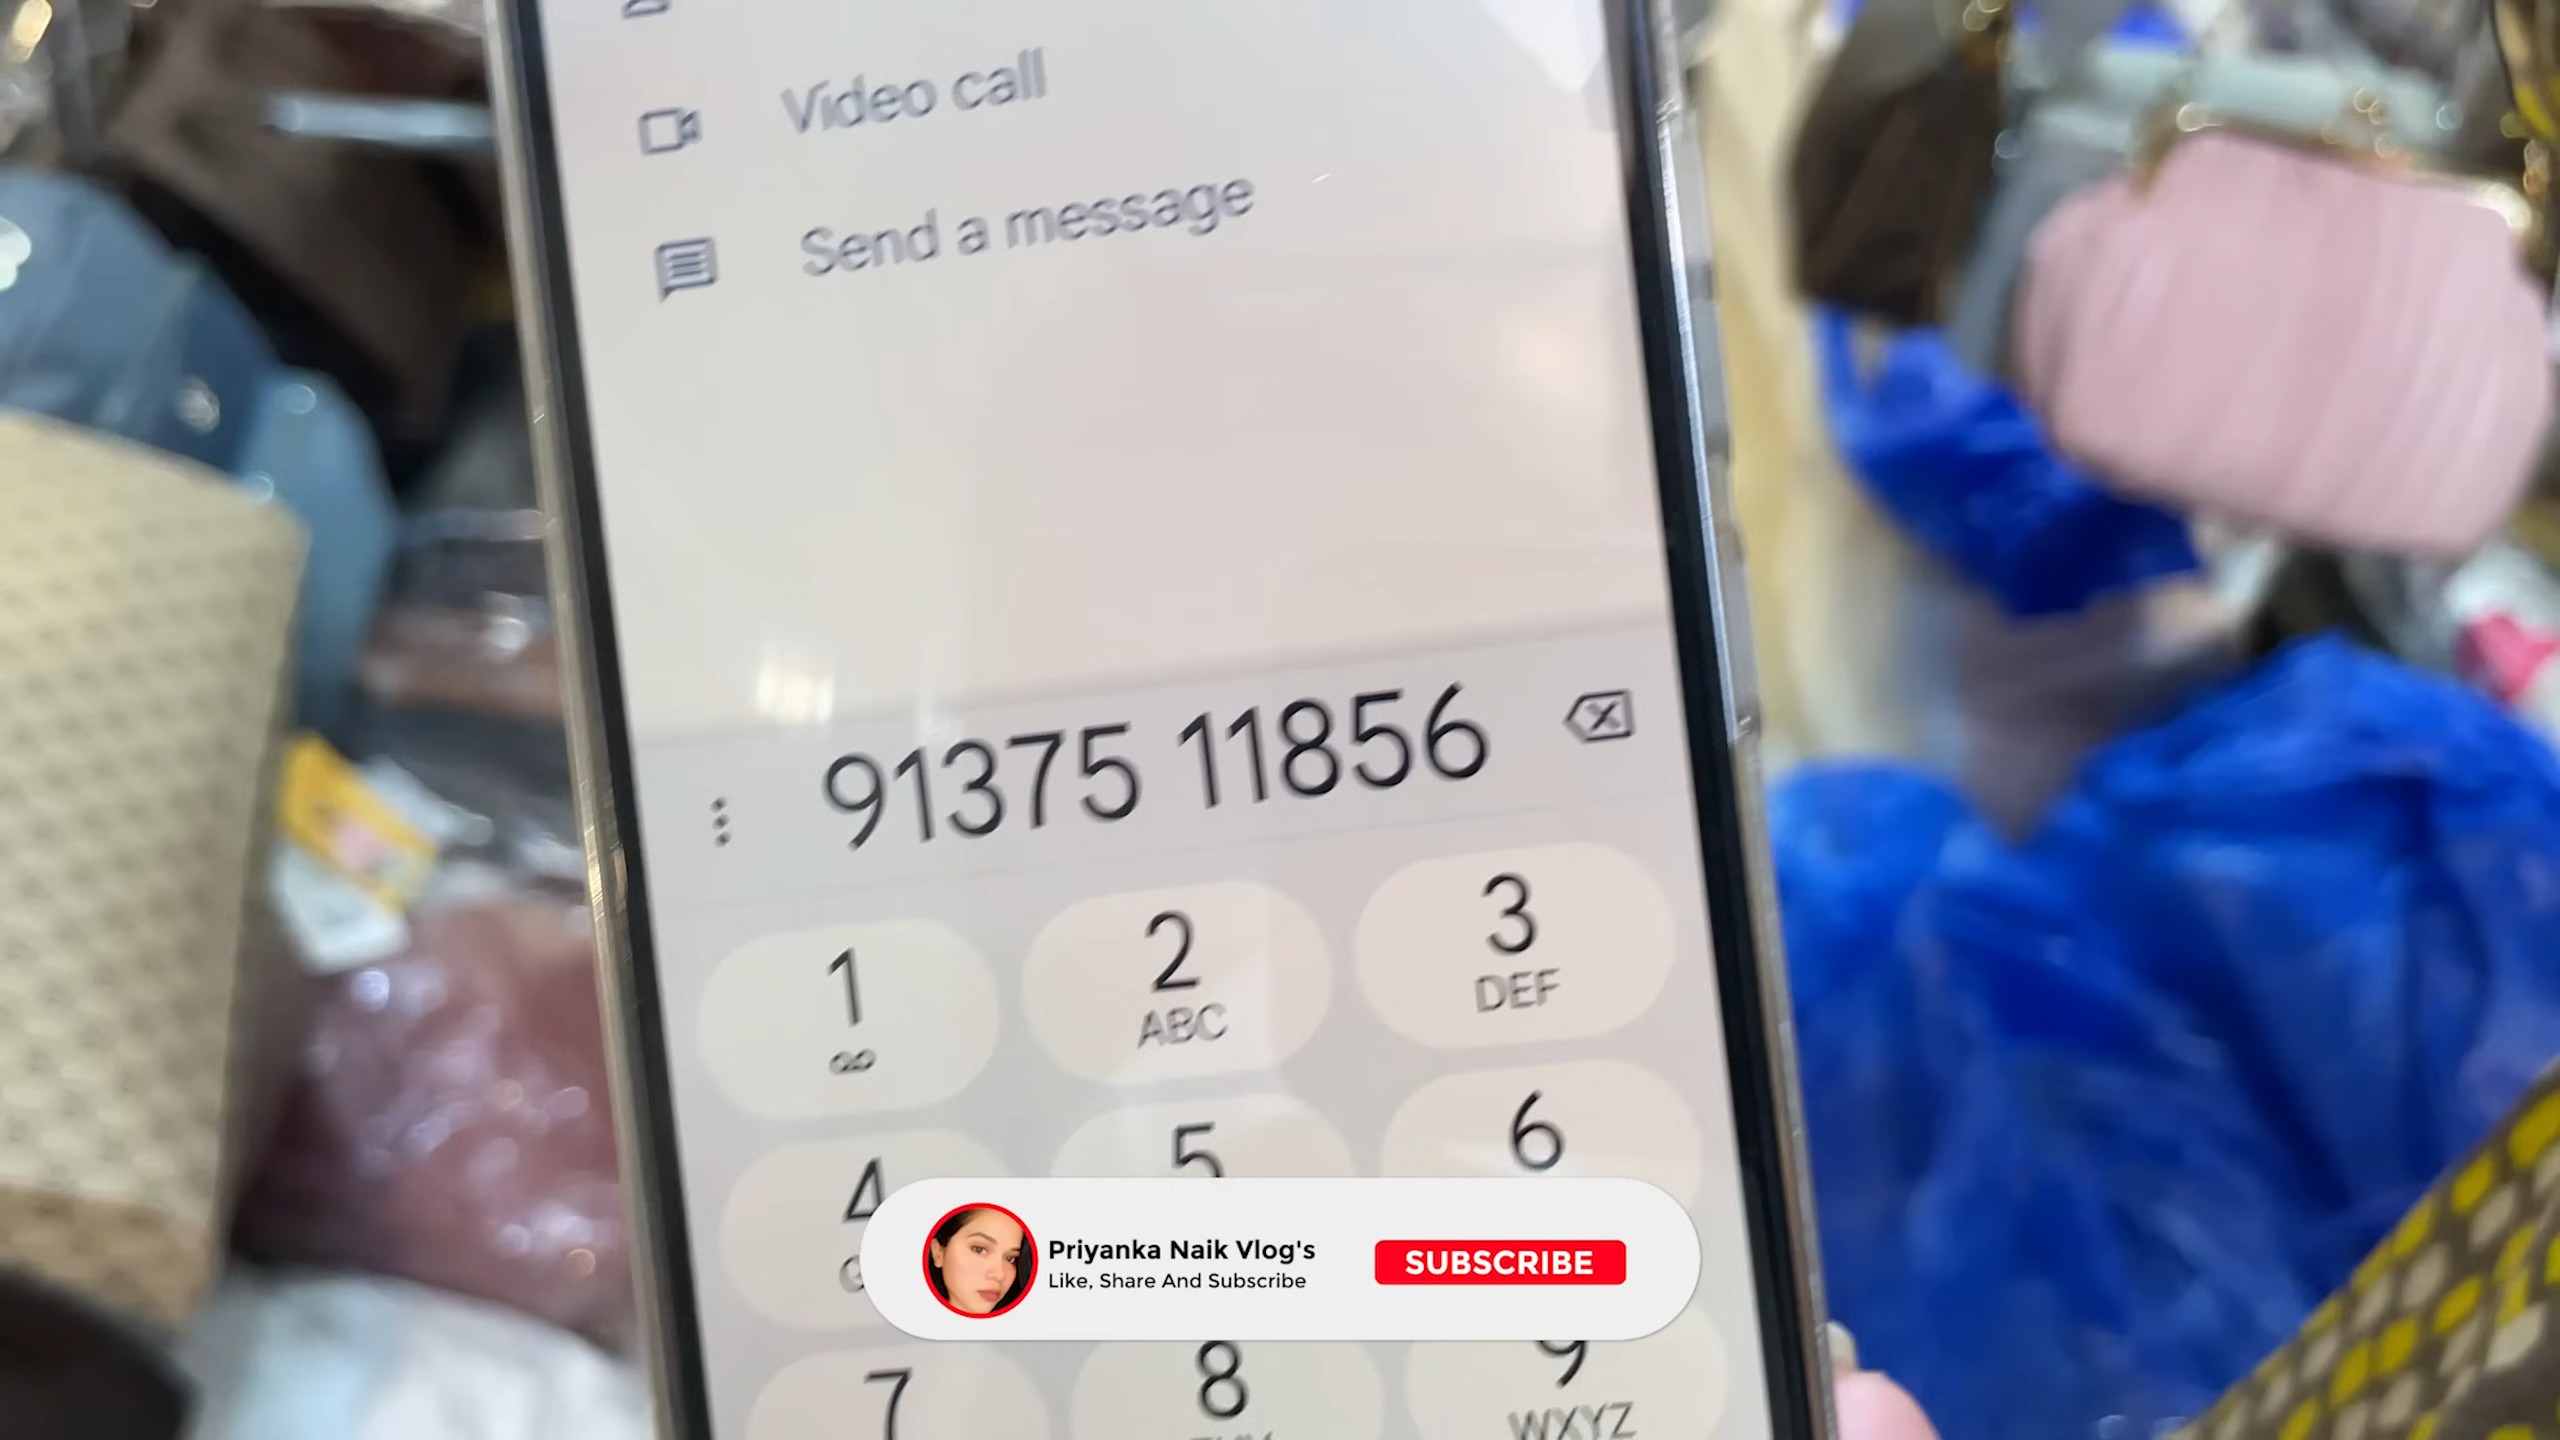 Video call
Send a message
91375 11856
1
2
ABC
3
DEF
4
5
6
Priyanka Naik Vlog's
Like, Share And Subscribe
SUBSCRIBE
7
8
9
WXYZ